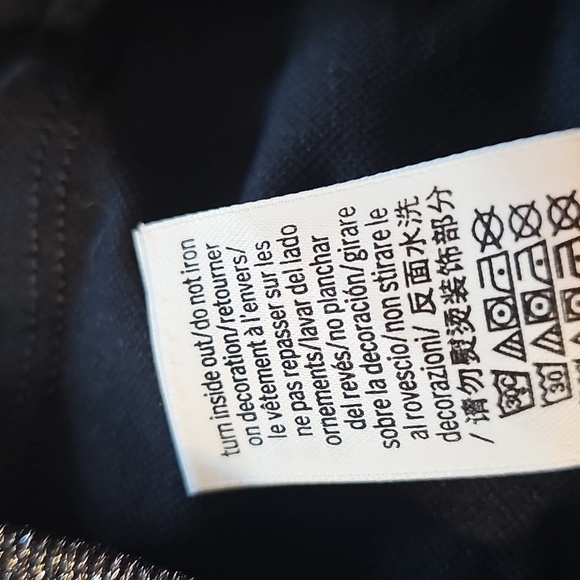 turn inside out/do not iron
on decoration/retourner
le vêtement à l'envers/
ne pas repasser sur les
ornements/lavar del lado
del revés/no planchar
sobre la decoración/girare
al rovescio/non stirare le
decorazioni/ 反面水洗
/ 请勿熨烫装饰部分
30C
30